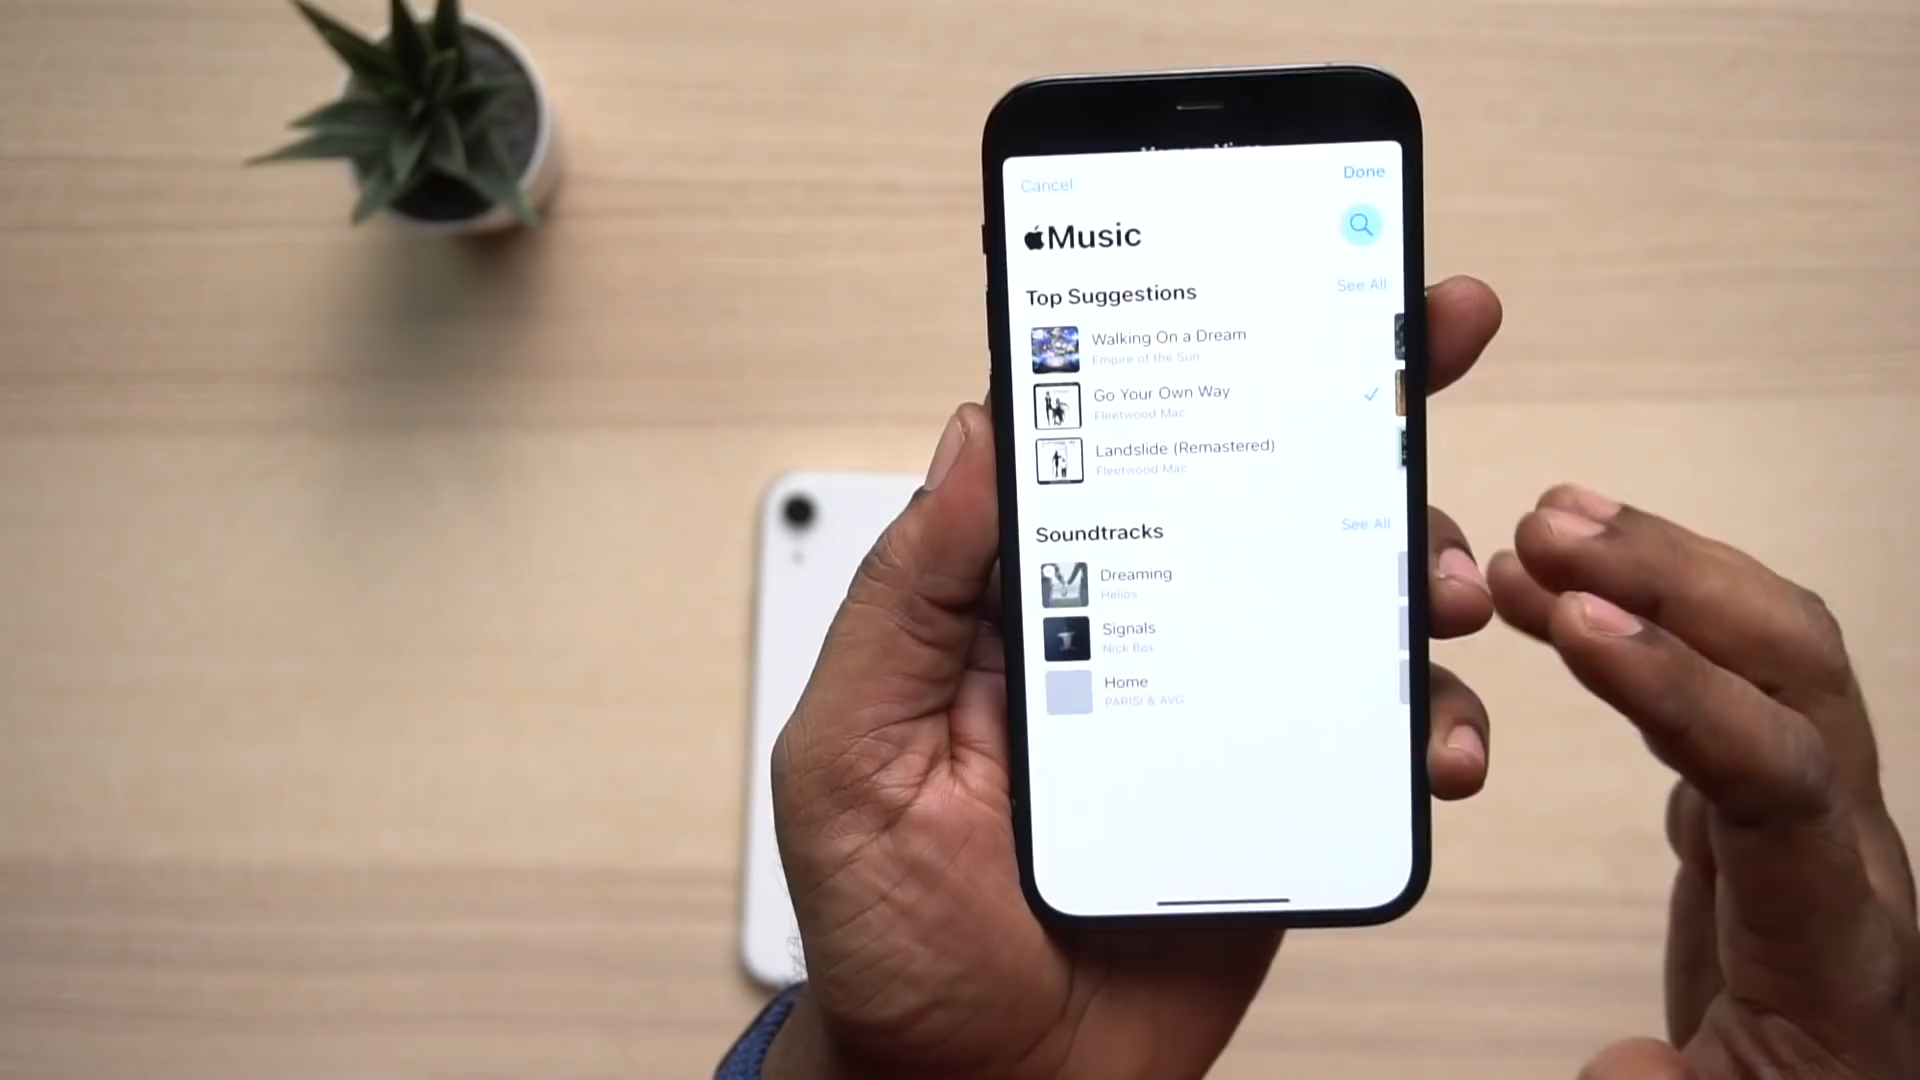 Cancel
Done
Music
Top Suggestions
See All
Walking On a Dream
Empire of the Sun
Go Your Own Way
Fleetwood Mac
Landslide (Remastered)
Fleetwood Mac
Soundtracks
See All
Dreaming
Helios
Signals
Nick Box
Home
PARISI & AVG